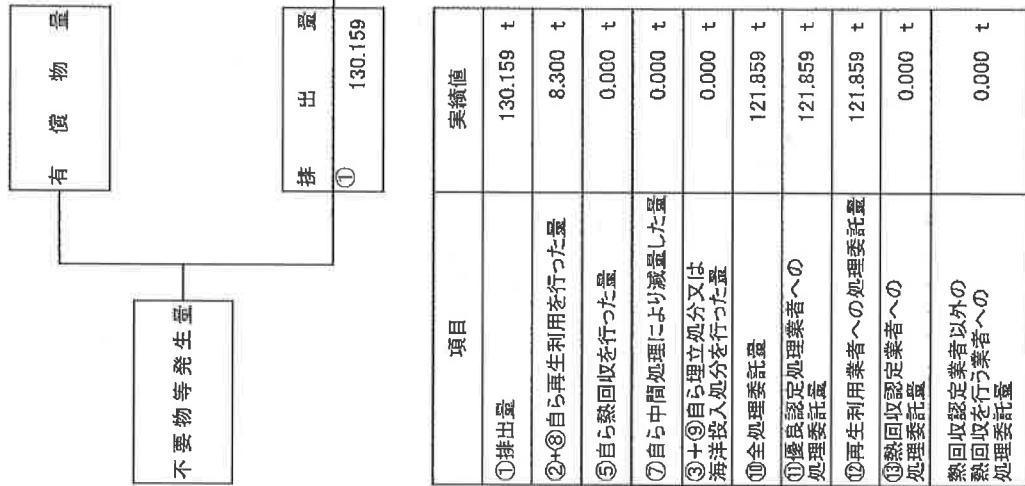 有償物量
不要物等発生量
排出量
① 130.159
項目 実績値
①排出量 130.159 t
②+⑧自ら再生利用を行った量 8.300 t
⑤自ら熱回収を行った量 0.000 t
⑦自ら中間処理により減量した量 0.000 t
③+⑨自ら埋立処分又は
海洋投入処分を行った量 0.000 t
⑩全処理委託量 121.859 t
⑪優良認定処理業者への
処理委託量 121.859 t
⑫再生利用業者への処理委託量 121.859 t
⑬熱回収認定業者への
処理委託量 0.000 t
熱回収認定業者以外の
熱回収を行う業者への
処理委託量 0.000 t